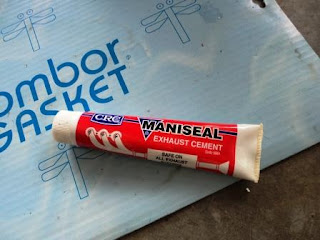 ombor
GASKET
CRC
MANISEAL
EXHAUST CEMENT
SAFE ON
ALL EXHAUST